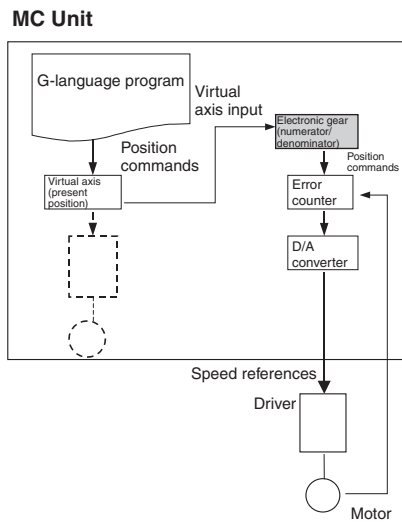 MC Unit
G-language program
Virtual
axis input
Electronic gear
(numerator/
denominator)
Position
commands
Position
commands
Virtual axis
(present
position)
Error
counter
D/A
converter
Speed references
Driver
Motor